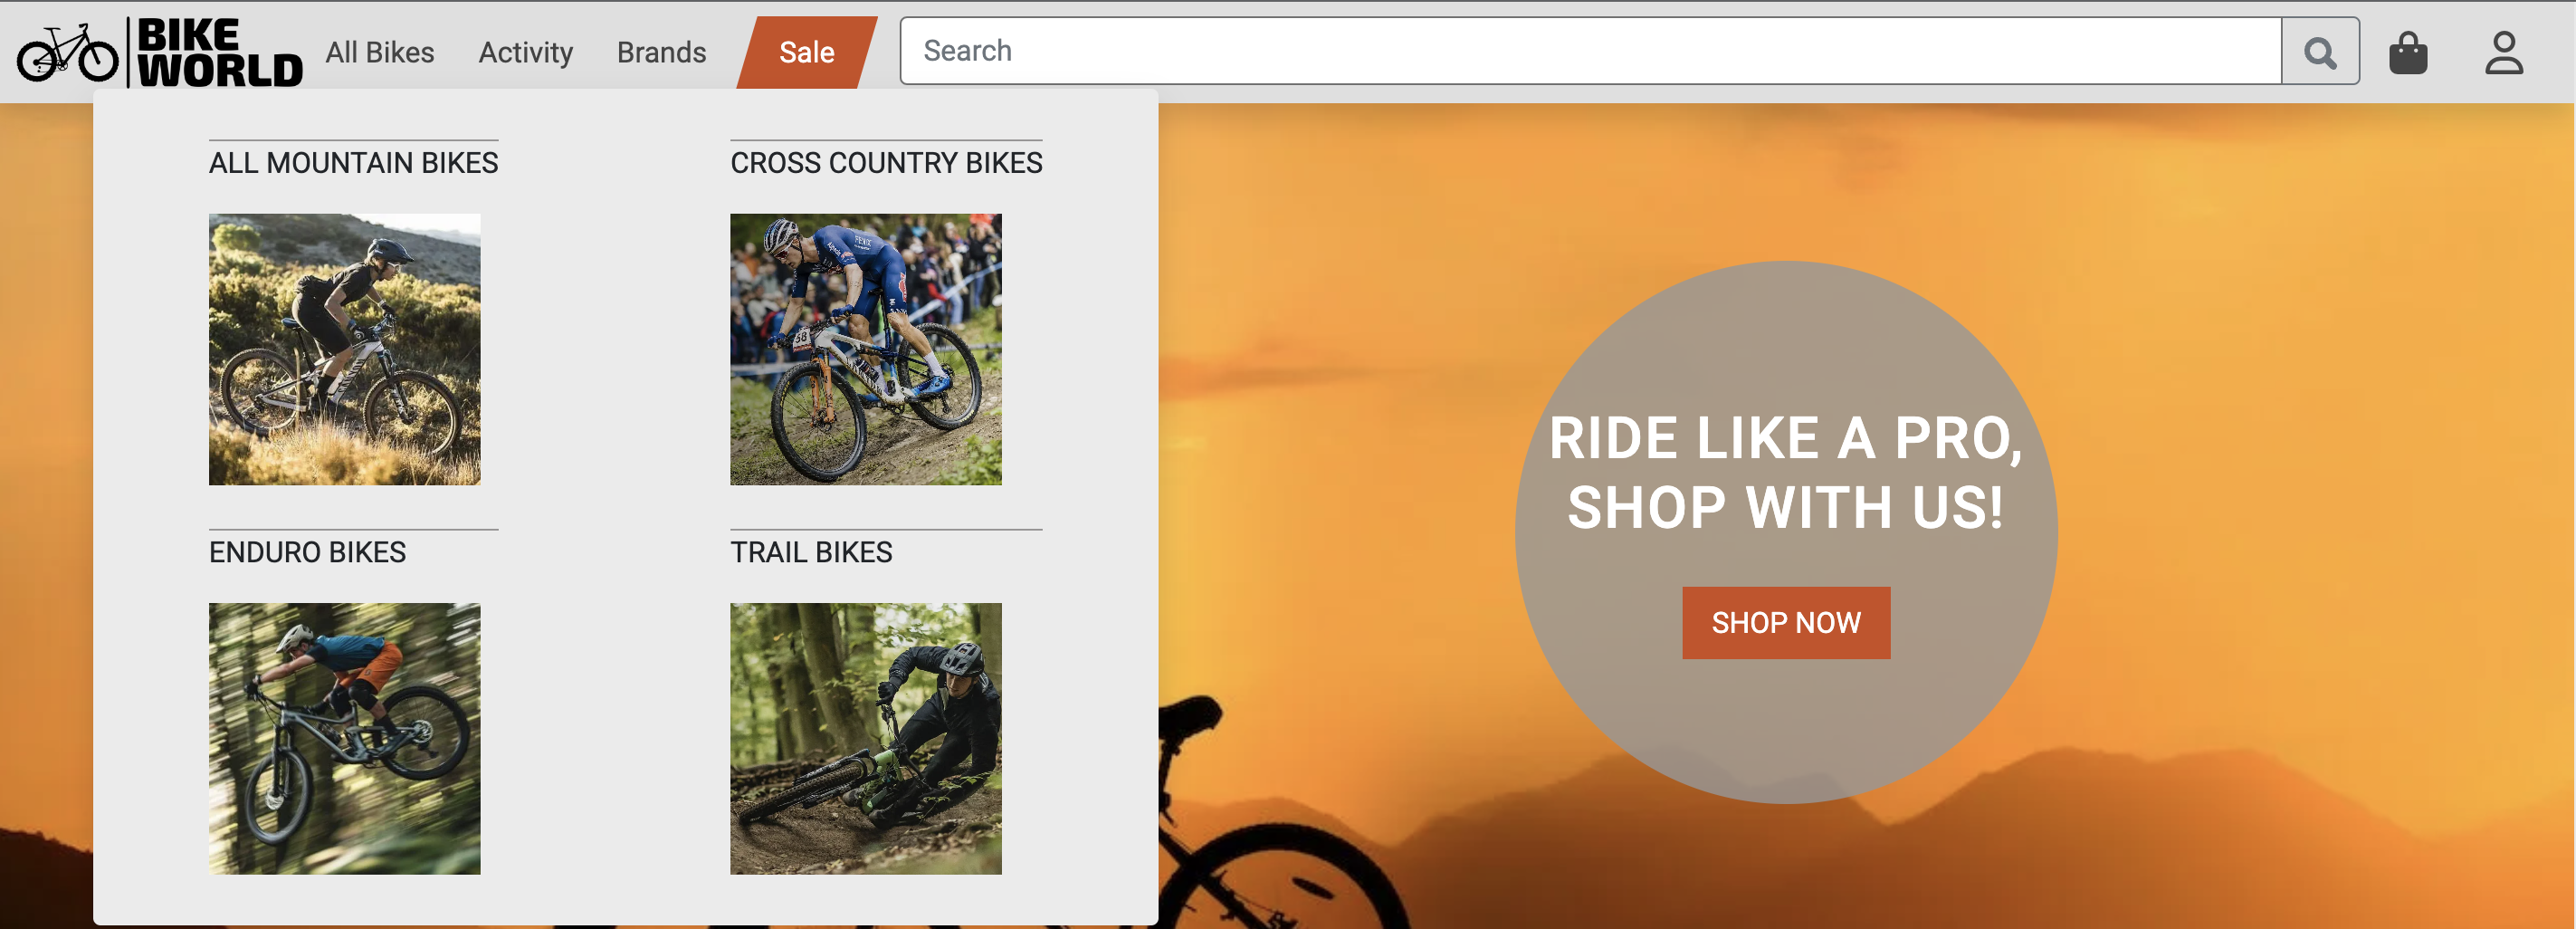 BIKE
WORLD
All Bikes
Activity
Brands
Sale
Search
ALL MOUNTAIN BIKES
CROSS COUNTRY BIKES
58
ENDURO BIKES
TRAIL BIKES
RIDE LIKE A PRO,
SHOP WITH US!
SHOP NOW